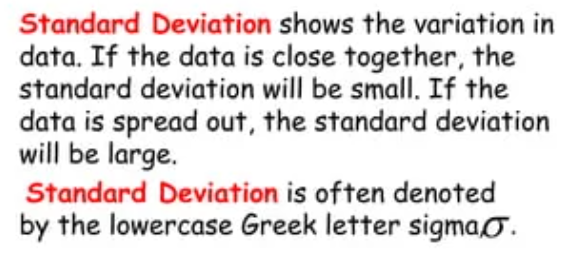 Standard Deviation shows the variation in
data. If the data is close together, the
standard deviation will be small. If the
data is spread out, the standard deviation
will be large.
Standard Deviation is often denoted
by the lowercase Greek letter sigma σ.